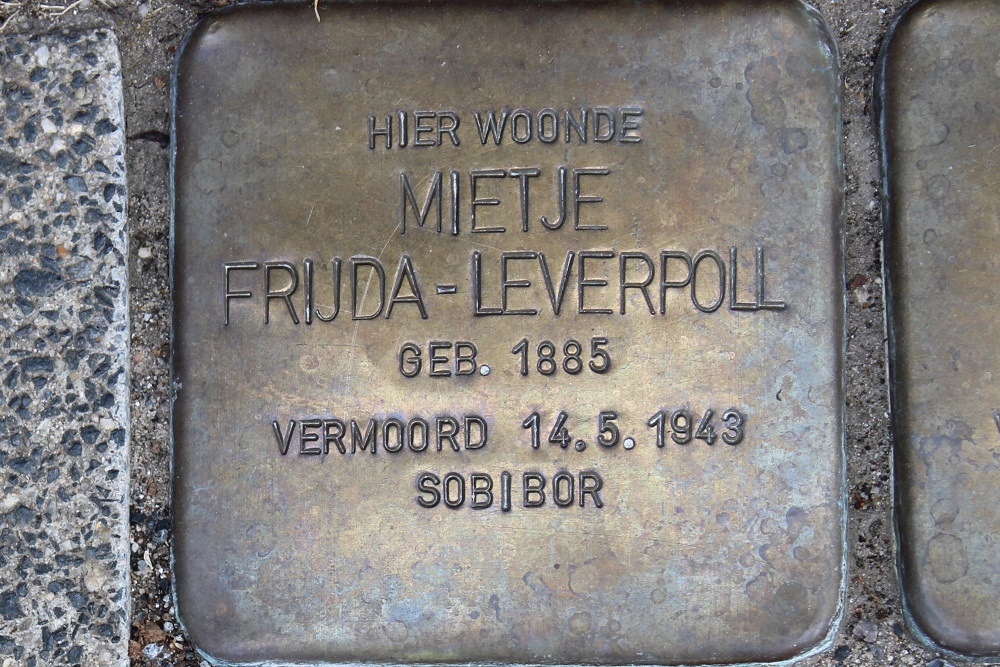 HIER WOONDE
MIETJE
FRIJDA-LEVERPOLL
GEB. 1885
VERMOORD 14.5.1943
SOBIBOR